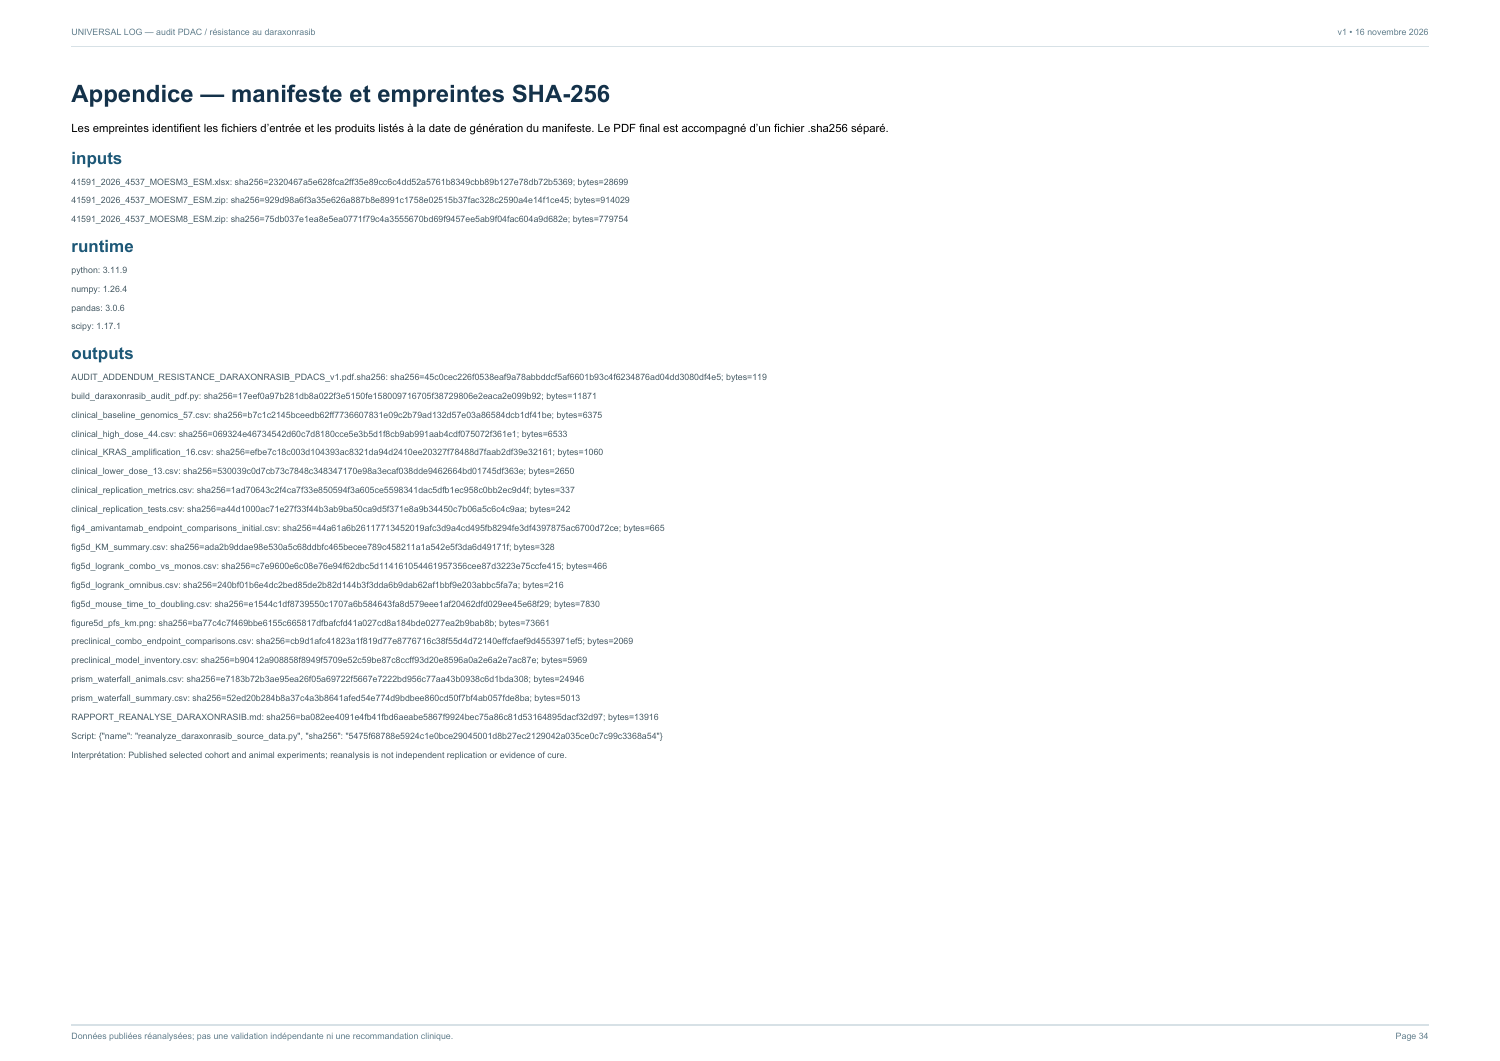 UNIVERSAL LOG — audit PDAC / résistance au daraxonrasib
v1 • 16 novembre 2026
Appendice — manifeste et empreintes SHA-256
Les empreintes identifient les fichiers d’entrée et les produits listés à la date de génération du manifeste. Le PDF final est accompagné d’un fichier .sha256 séparé.
inputs
41591_2026_4537_MOESM3_ESM.xlsx: sha256=2320467a5e628fca2ff35e89cc6c4dd52a5761b8349cbb89b127e78db72b5369; bytes=28699
41591_2026_4537_MOESM7_ESM.zip: sha256=929d98a6f3a35e626a887b8e8991c1758e02515b37fac328c2590a4e14f1ce45; bytes=914029
41591_2026_4537_MOESM8_ESM.zip: sha256=75db037e1ea8e5ea0771f79c4a3555670bd69f9457ee5ab9f04fac604a9d682e; bytes=779754
runtime
python: 3.11.9
numpy: 1.26.4
pandas: 3.0.6
scipy: 1.17.1
outputs
AUDIT_ADDENDUM_RESISTANCE_DARAXONRASIB_PDACS_v1.pdf.sha256: sha256=45c0cec226f0538eaf9a78abbddcf5af6601b93c4f6234876ad04dd3080df4e5; bytes=119
build_daraxonrasib_audit_pdf.py: sha256=17eef0a97b281db8a022f3e5150fe158009716705f38729806e2eaca2e099b92; bytes=11871
clinical_baseline_genomics_57.csv: sha256=b7c1c2145bceedb62ff7736607831e09c2b79ad132d57e03a86584dcb1df41be; bytes=6375
clinical_high_dose_44.csv: sha256=069324e46734542d60c7d8180cce5e3b5d1f8cb9ab991aab4cdf075072f361e1; bytes=6533
clinical_KRAS_amplification_16.csv: sha256=efbe7c18c003d104393ac8321da94d2410ee20327f78488d7faab2df39e32161; bytes=1060
clinical_lower_dose_13.csv: sha256=530039c0d7cb73c7848c348347170e98a3ecaf038dde9462664bd01745df363e; bytes=2650
clinical_replication_metrics.csv: sha256=1ad70643c2f4ca7f33e850594f3a605ce5598341dac5dfb1ec958c0bb2ec9d4f; bytes=337
clinical_replication_tests.csv: sha256=a44d1000ac71e27f33f44b3ab9ba50ca9d5f371e8a9b34450c7b06a5c6c4c9aa; bytes=242
fig4_amivantamab_endpoint_comparisons_initial.csv: sha256=44a61a6b26117713452019afc3d9a4cd495fb8294fe3df4397875ac6700d72ce; bytes=665
fig5d_KM_summary.csv: sha256=ada2b9ddae98e530a5c68ddbfc465becee789c458211a1a542e5f3da6d49171f; bytes=328
fig5d_logrank_combo_vs_monos.csv: sha256=c7e9600e6c08e76e94f62dbc5d114161054461957356cee87d3223e75ccfe415; bytes=466
fig5d_logrank_omnibus.csv: sha256=240bf01b6e4dc2bed85de2b82d144b3f3dda6b9dab62af1bbf9e203abbc5fa7a; bytes=216
fig5d_mouse_time_to_doubling.csv: sha256=e1544c1df8739550c1707a6b584643fa8d579eee1af20462dfd029ee45e68f29; bytes=7830
figure5d_pfs_km.png: sha256=ba77c4c7f469bbe6155c665817dfbafcfd41a027cd8a184bde0277ea2b9bab8b; bytes=73661
preclinical_combo_endpoint_comparisons.csv: sha256=cb9d1afc41823a1f819d77e8776716c38f55d4d72140effcfaef9d4553971ef5; bytes=2069
preclinical_model_inventory.csv: sha256=b90412a908858f8949f5709e52c59be87c8ccff93d20e8596a0a2e6a2e7ac87e; bytes=5969
prism_waterfall_animals.csv: sha256=e7183b72b3ae95ea26f05a69722f5667e7222bd956c77aa43b0938c6d1bda308; bytes=24946
prism_waterfall_summary.csv: sha256=52ed20b284b8a37c4a3b8641afed54e774d9bdbee860cd50f7bf4ab057fde8ba; bytes=5013
RAPPORT_REANALYSE_DARAXONRASIB.md: sha256=ba082ee4091e4fb41fbd6aeabe5867f9924bec75a86c81d53164895dacf32d97; bytes=13916
Script: {"name": "reanalyze_daraxonrasib_source_data.py", "sha256": "5475f68788e5924c1e0bce29045001d8b27ec2129042a035ce0c7c99c3368a54"}
Interprétation: Published selected cohort and animal experiments; reanalysis is not independent replication or evidence of cure.
Données publiées réanalysées; pas une validation indépendante ni une recommandation clinique.
Page 34